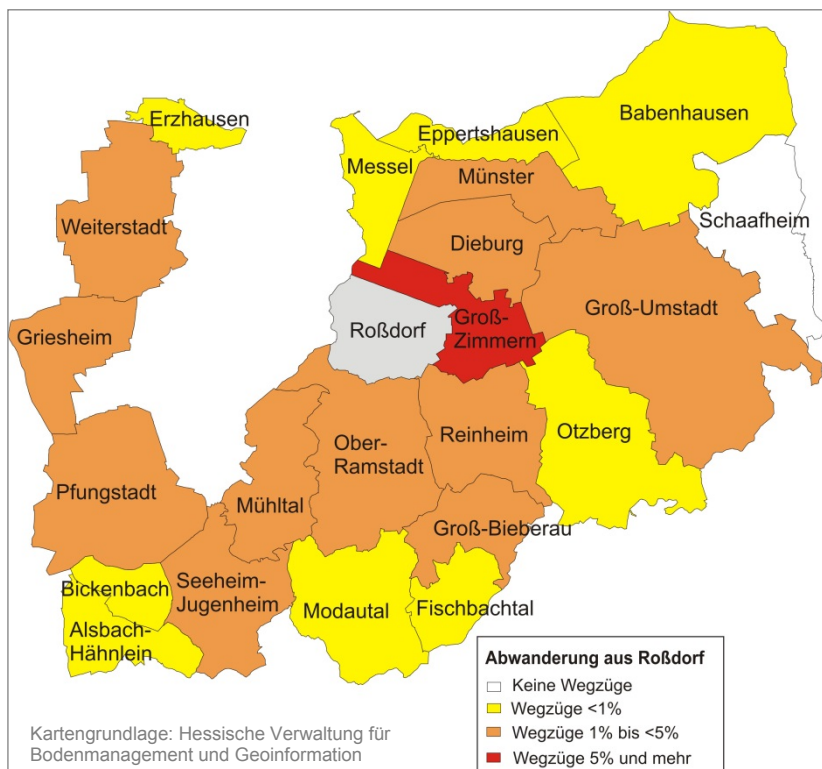 Erzhausen
Babenhausen
Eppertshausen
Messel
Münster
Schaafheim
Weiterstadt
Dieburg
Groß-Umstadt
Roßdorf
Groß-
Zimmern
Griesheim
Otzberg
Ober-
Ramstadt
Reinheim
Pfungstadt
Mühltal
Groß-Bieberau
Bickenbach
Seeheim-
Jugenheim
Modautal
Fischbachtal
Alsbach-
Hähnlein
Abwanderung aus Roßdorf
Keine Wegzüge
Wegzüge <1%
Wegzüge 1% bis <5%
Wegzüge 5% und mehr
Kartengrundlage: Hessische Verwaltung für
Bodenmanagement und Geoinformation